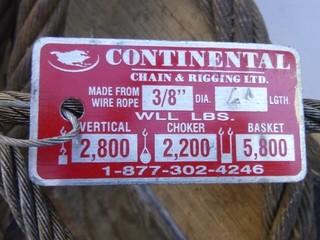 CONTINENTAL
CHAIN & RIGGING LTD.
MADE FROM WIRE ROPE 3/8" DIA. LGTH.
WLL LBS.
VERTICAL CHOKER BASKET
2,800 2,200 5,800
1-877-302-4246